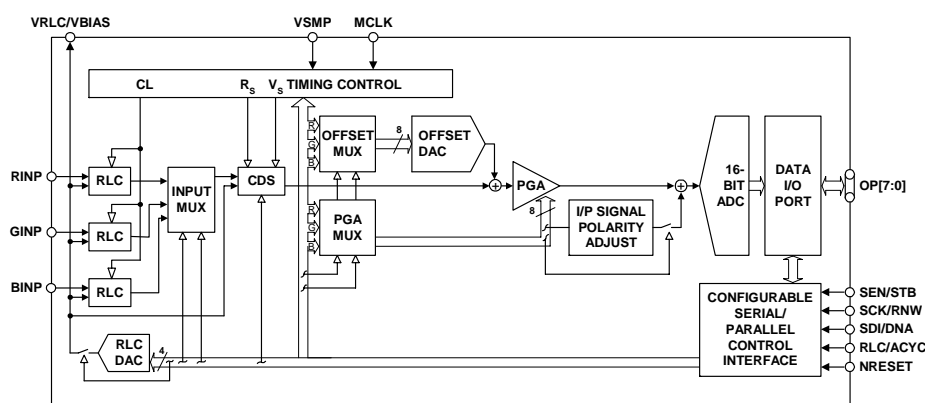 VRLC/VBIAS
VSMP
MCLK
CL
RS
VS
TIMING CONTROL
R
G
B
OFFSET
MUX
8
OFFSET
DAC
RINP
RLC
INPUT
MUX
CDS
PGA
16-
BIT
ADC
DATA
I/O
PORT
OP[7:0]
GINP
RLC
R
G
B
PGA
MUX
8
I/P SIGNAL
POLARITY
ADJUST
BINP
RLC
CONFIGURABLE
SERIAL/
PARALLEL
CONTROL
INTERFACE
SEN/STB
SCK/RNW
SDI/DNA
RLC/ACYC
NRESET
RLC
DAC
4